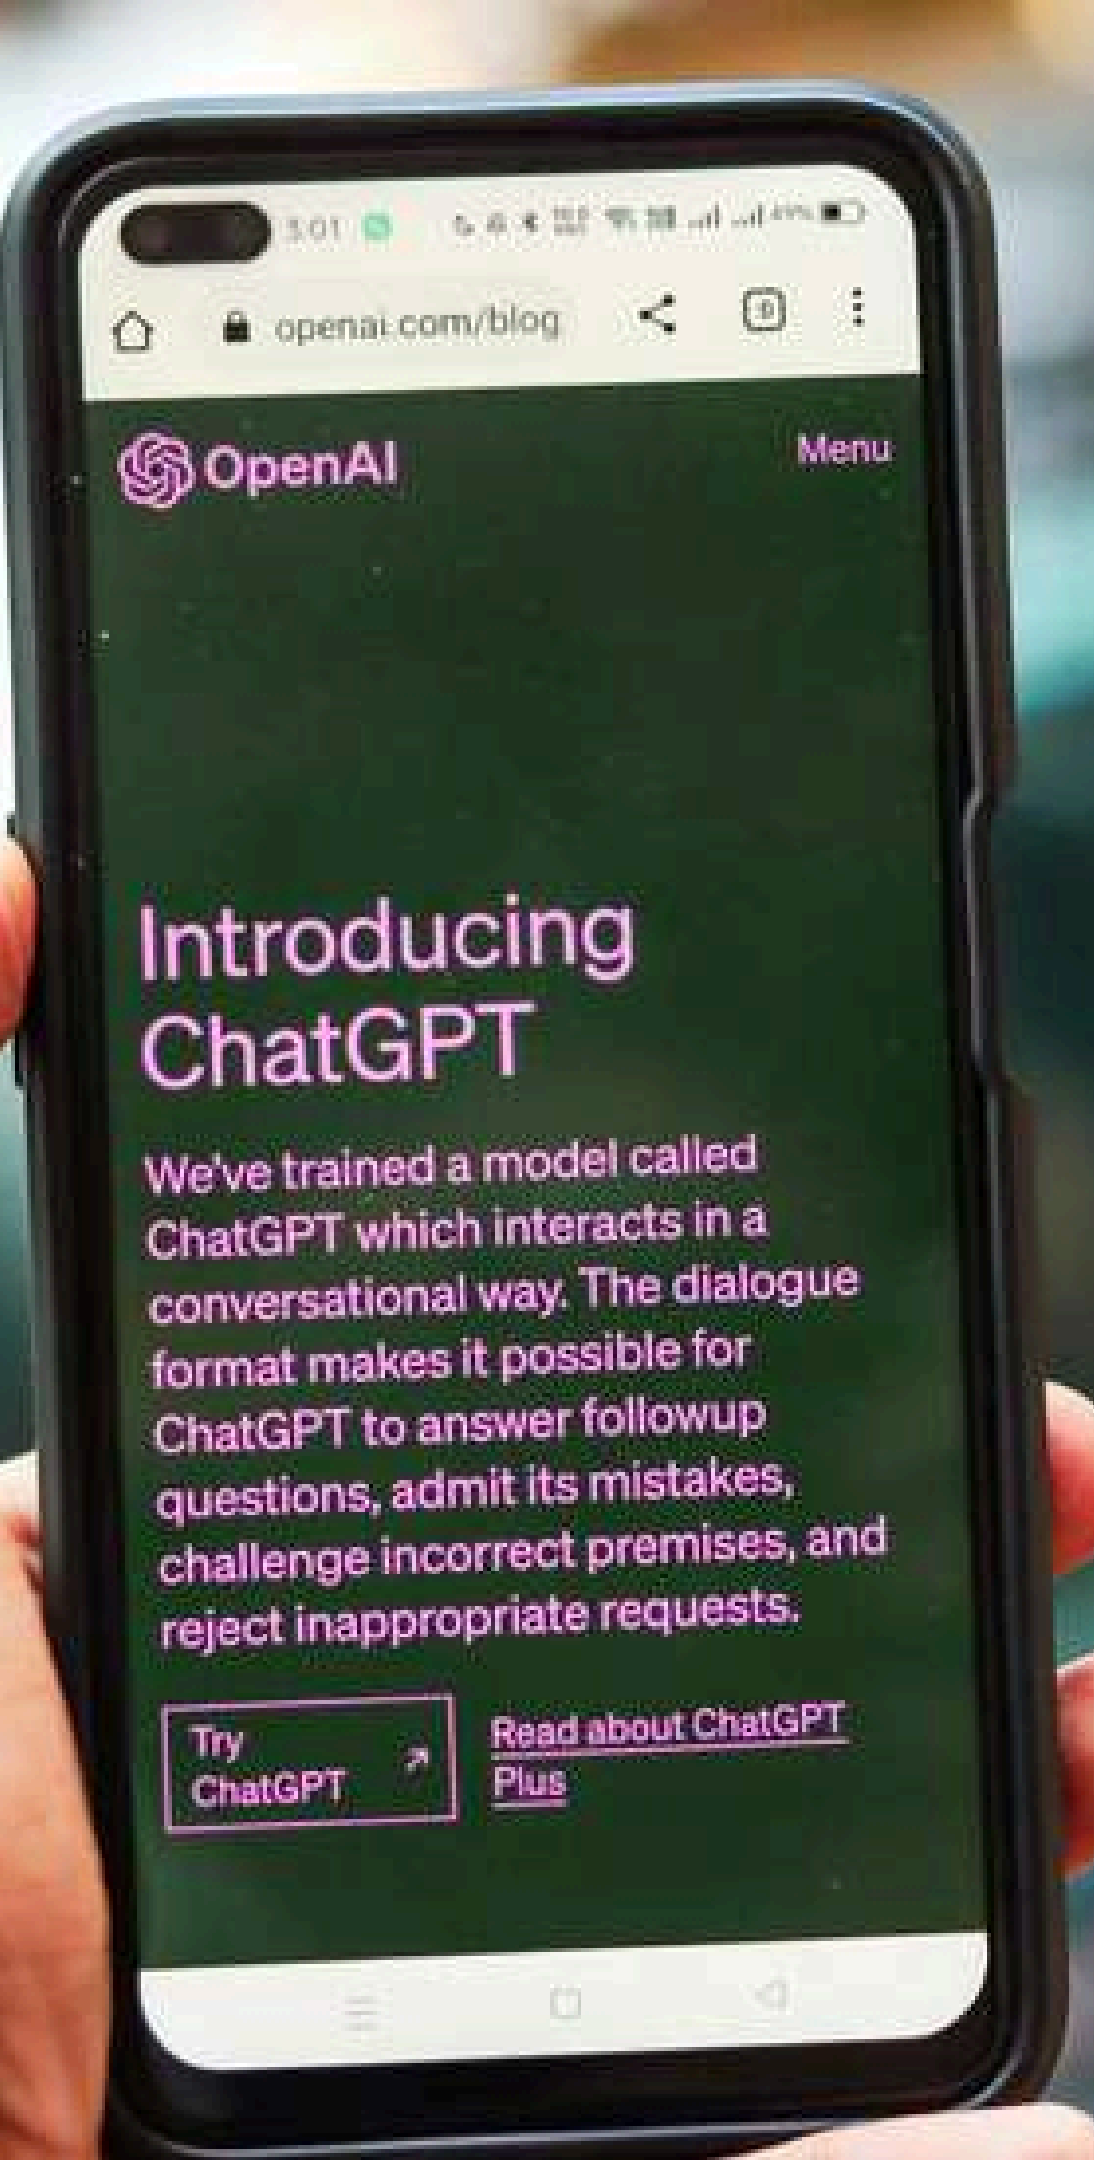 3:01 49%
openai.com/blog
OpenAI
Menu
Introducing
ChatGPT
We've trained a model called
ChatGPT which interacts in a
conversational way. The dialogue
format makes it possible for
ChatGPT to answer followup
questions, admit its mistakes,
challenge incorrect premises, and
reject inappropriate requests.
Try
ChatGPT
Read about ChatGPT
Plus